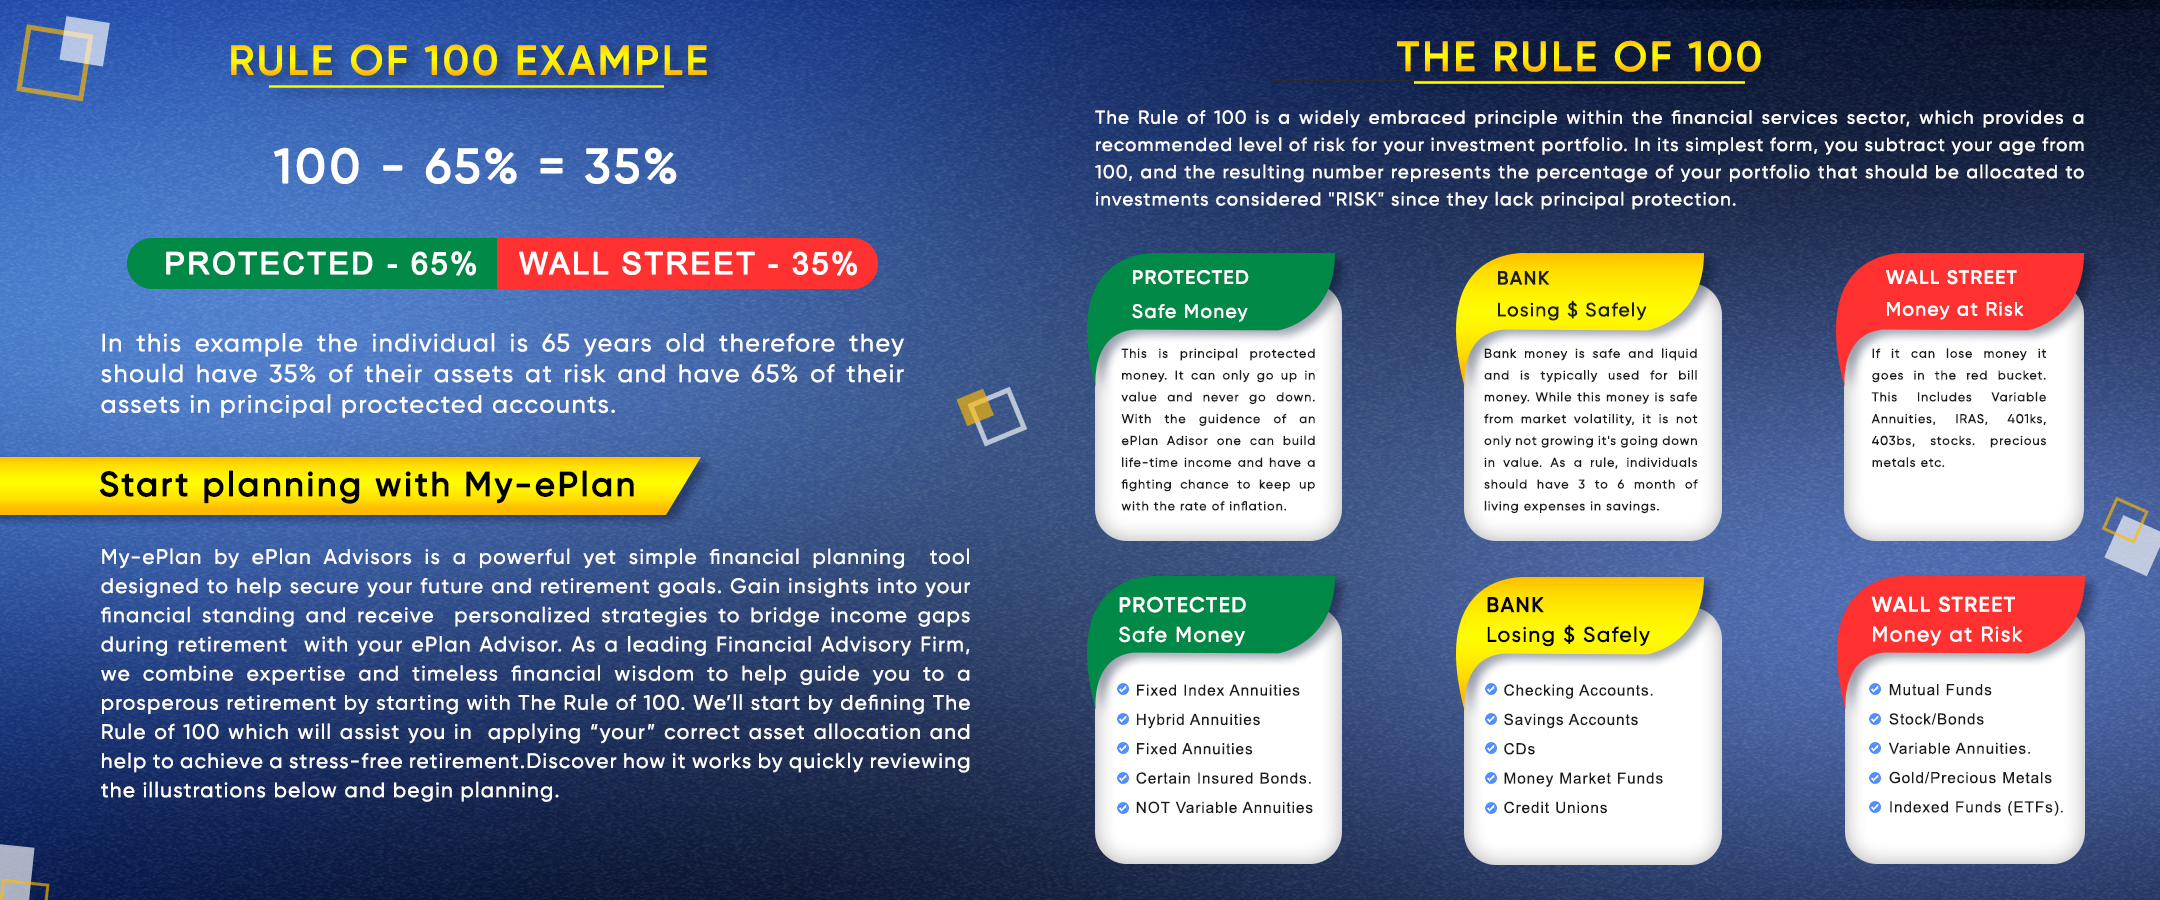 RULE OF 100 EXAMPLE
100 - 65% = 35%
PROTECTED - 65% WALL STREET - 35%
In this example the individual is 65 years old therefore they
should have 35% of their assets at risk and have 65% of their
assets in principal proctected accounts.
Start planning with My-ePlan
My-ePlan by ePlan Advisors is a powerful yet simple financial planning tool
designed to help secure your future and retirement goals. Gain insights into your
financial standing and receive personalized strategies to bridge income gaps
during retirement with your ePlan Advisor. As a leading Financial Advisory Firm,
we combine expertise and timeless financial wisdom to help guide you to a
prosperous retirement by starting with The Rule of 100. We’ll start by defining The
Rule of 100 which will assist you in applying “your” correct asset allocation and
help to achieve a stress-free retirement.Discover how it works by quickly reviewing
the illustrations below and begin planning.
THE RULE OF 100
The Rule of 100 is a widely embraced principle within the financial services sector, which provides a
recommended level of risk for your investment portfolio. In its simplest form, you subtract your age from
100, and the resulting number represents the percentage of your portfolio that should be allocated to
investments considered "RISK" since they lack principal protection.
PROTECTED
Safe Money
This is principal protected
money. It can only go up in
value and never go down.
With the guidence of an
ePlan Adisor one can build
life-time income and have a
fighting chance to keep up
with the rate of inflation.
BANK
Losing $ Safely
Bank money is safe and liquid
and is typically used for bill
money. While this money is safe
from market volatility, it is not
only not growing it's going down
in value. As a rule, individuals
should have 3 to 6 month of
living expenses in savings.
WALL STREET
Money at Risk
If it can lose money it
goes in the red bucket.
This Includes Variable
Annuities, IRAS, 401ks,
403bs, stocks. precious
metals etc.
PROTECTED
Safe Money
Fixed Index Annuities
Hybrid Annuities
Fixed Annuities
Certain Insured Bonds.
NOT Variable Annuities
BANK
Losing $ Safely
Checking Accounts.
Savings Accounts
CDs
Money Market Funds
Credit Unions
WALL STREET
Money at Risk
Mutual Funds
Stock/Bonds
Variable Annuities.
Gold/Precious Metals
Indexed Funds (ETFs).